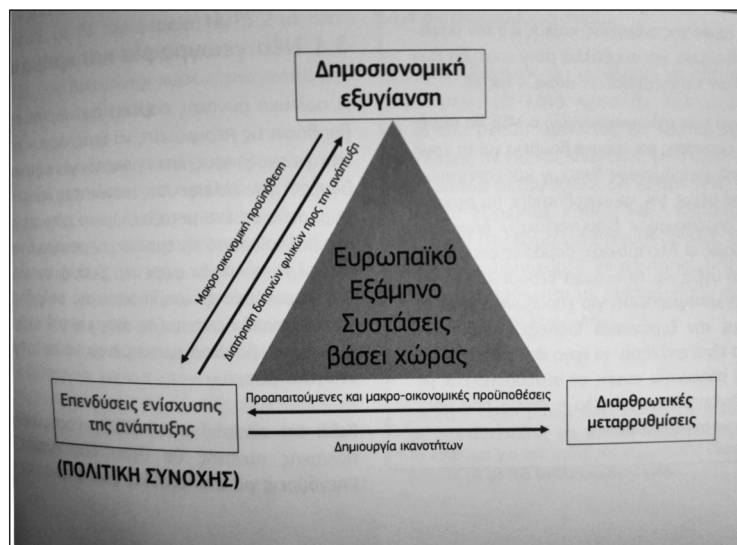 Δημοσιονομική
εξυγίανση
Μακρο-οικονομική προϋπόθεση
Διατήρηση δαπανών φιλικών προς την ανάπτυξη
Ευρωπαϊκό
Εξάμηνο
Συστάσεις
βάσει χώρας
Επενδύσεις ενίσχυσης
της ανάπτυξης
Προαπαιτούμενες και μακρο-οικονομικές προϋποθέσεις
Διαρθρωτικές
μεταρρυθμίσεις
Δημιουργία ικανοτήτων
(ΠΟΛΙΤΙΚΗ ΣΥΝΟΧΗΣ)